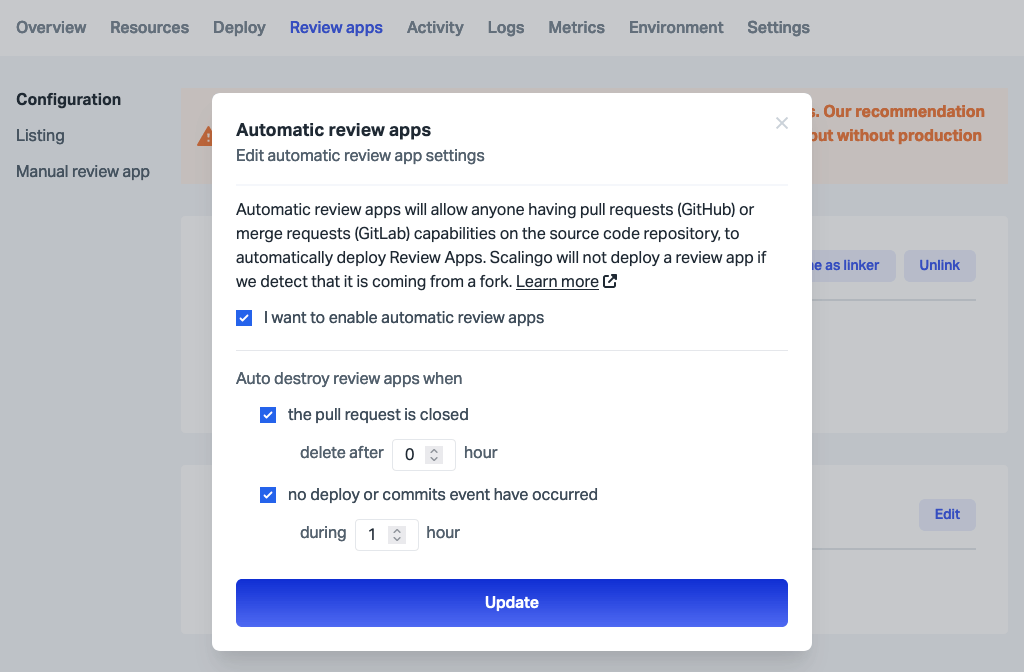 Overview Resources Deploy Review apps Activity Logs Metrics Environment Settings
Configuration
Listing
Manual review app
Our recommendation
but without production
as linker
Unlink
Edit
Automatic review apps
Edit automatic review app settings
Automatic review apps will allow anyone having pull requests (GitHub) or
merge requests (GitLab) capabilities on the source code repository, to
automatically deploy Review Apps. Scalingo will not deploy a review app if
we detect that it is coming from a fork. Learn more
I want to enable automatic review apps
Auto destroy review apps when
the pull request is closed
delete after 0 hour
no deploy or commits event have occurred
during 1 hour
Update